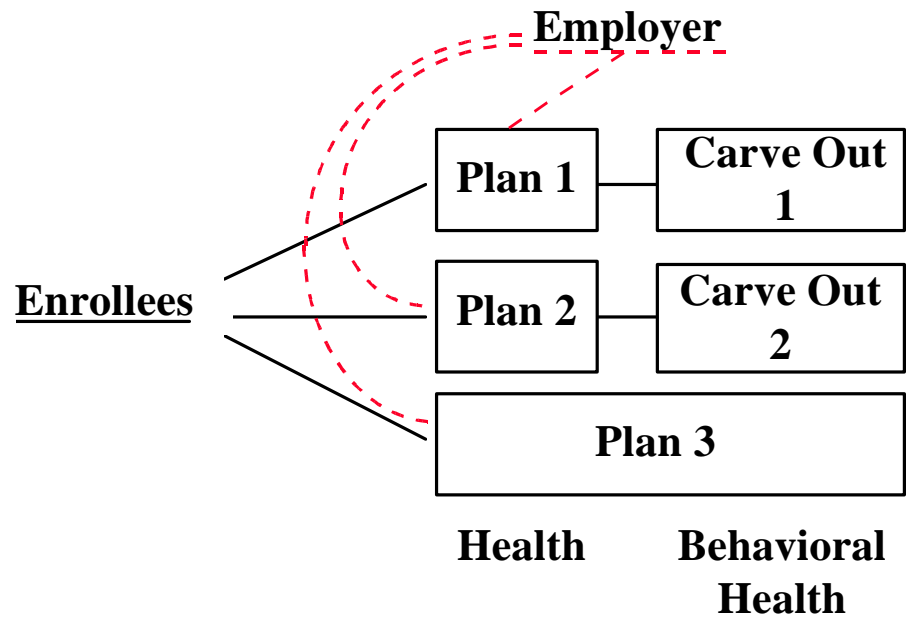 Employer
Plan 1
Carve Out
1
Enrollees
Plan 2
Carve Out
2
Plan 3
Health
Behavioral
Health